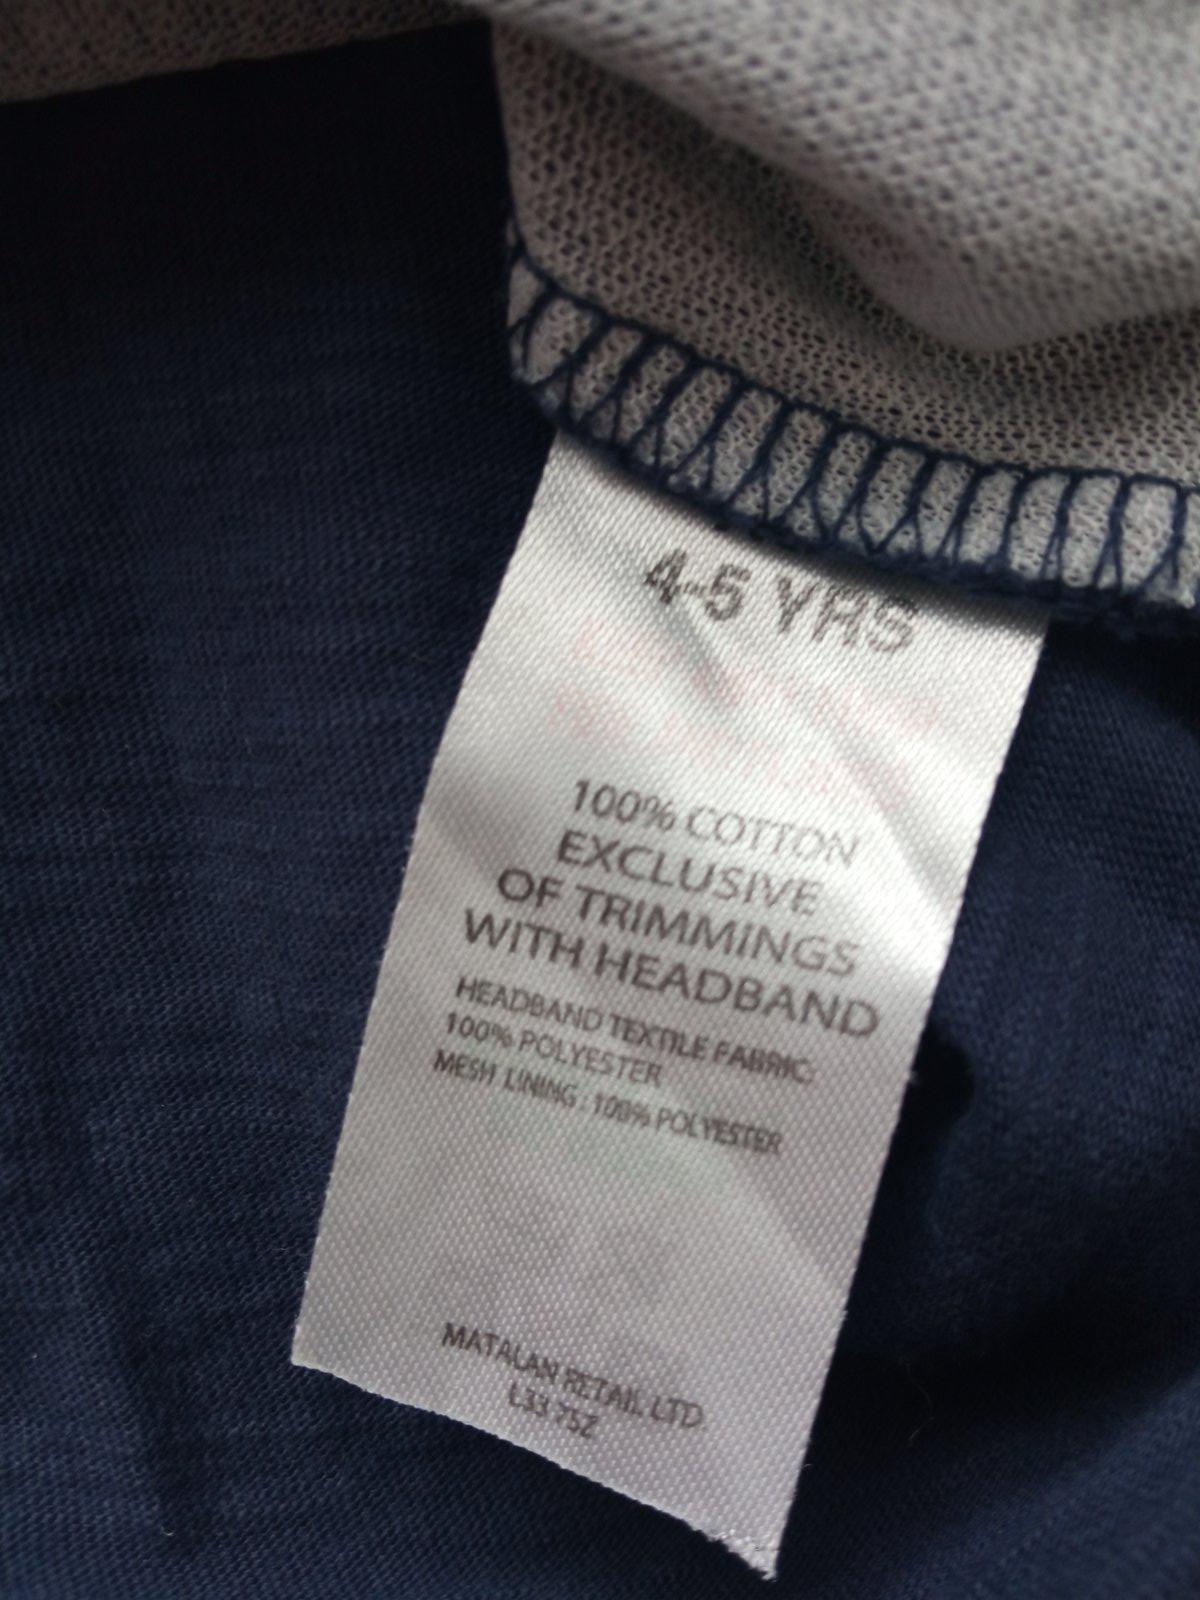 4-5 YRS
100% COTTON
EXCLUSIVE
OF TRIMMINGS
WITH HEADBAND
HEADBAND TEXTILE FABRIC:
100% POLYESTER
MESH LINING : 100% POLYESTER
MATALAN RETAIL LTD.
L33 7SZ